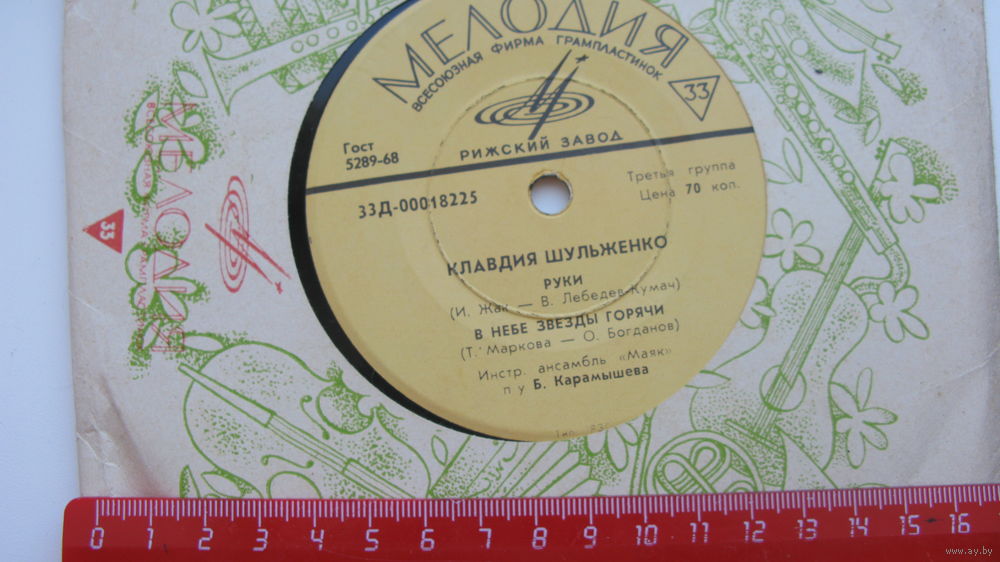 МЕЛОДИЯ
ВСЕСОЮЗНАЯ ФИРМА ГРАМПЛАСТИНОК
33
РИЖСКИЙ ЗАВОД
Гост
5289-68
33Д-00018225
Третья группа
Цена 70 коп.
КЛАВДИЯ ШУЛЬЖЕНКО
РУКИ
(И. Жак — В. Лебедев-Кумач)
В НЕБЕ ЗВЕЗДЫ ГОРЯЧИ
(Т. Маркова — О. Богданов)
Инстр. ансамбль «Маяк»
п/у Б. Карамышева
МЕЛОДИЯ
33
0 1 2 3 4 5 6 7 8 9 10 11 12 13 14 15 16
www.ay.by